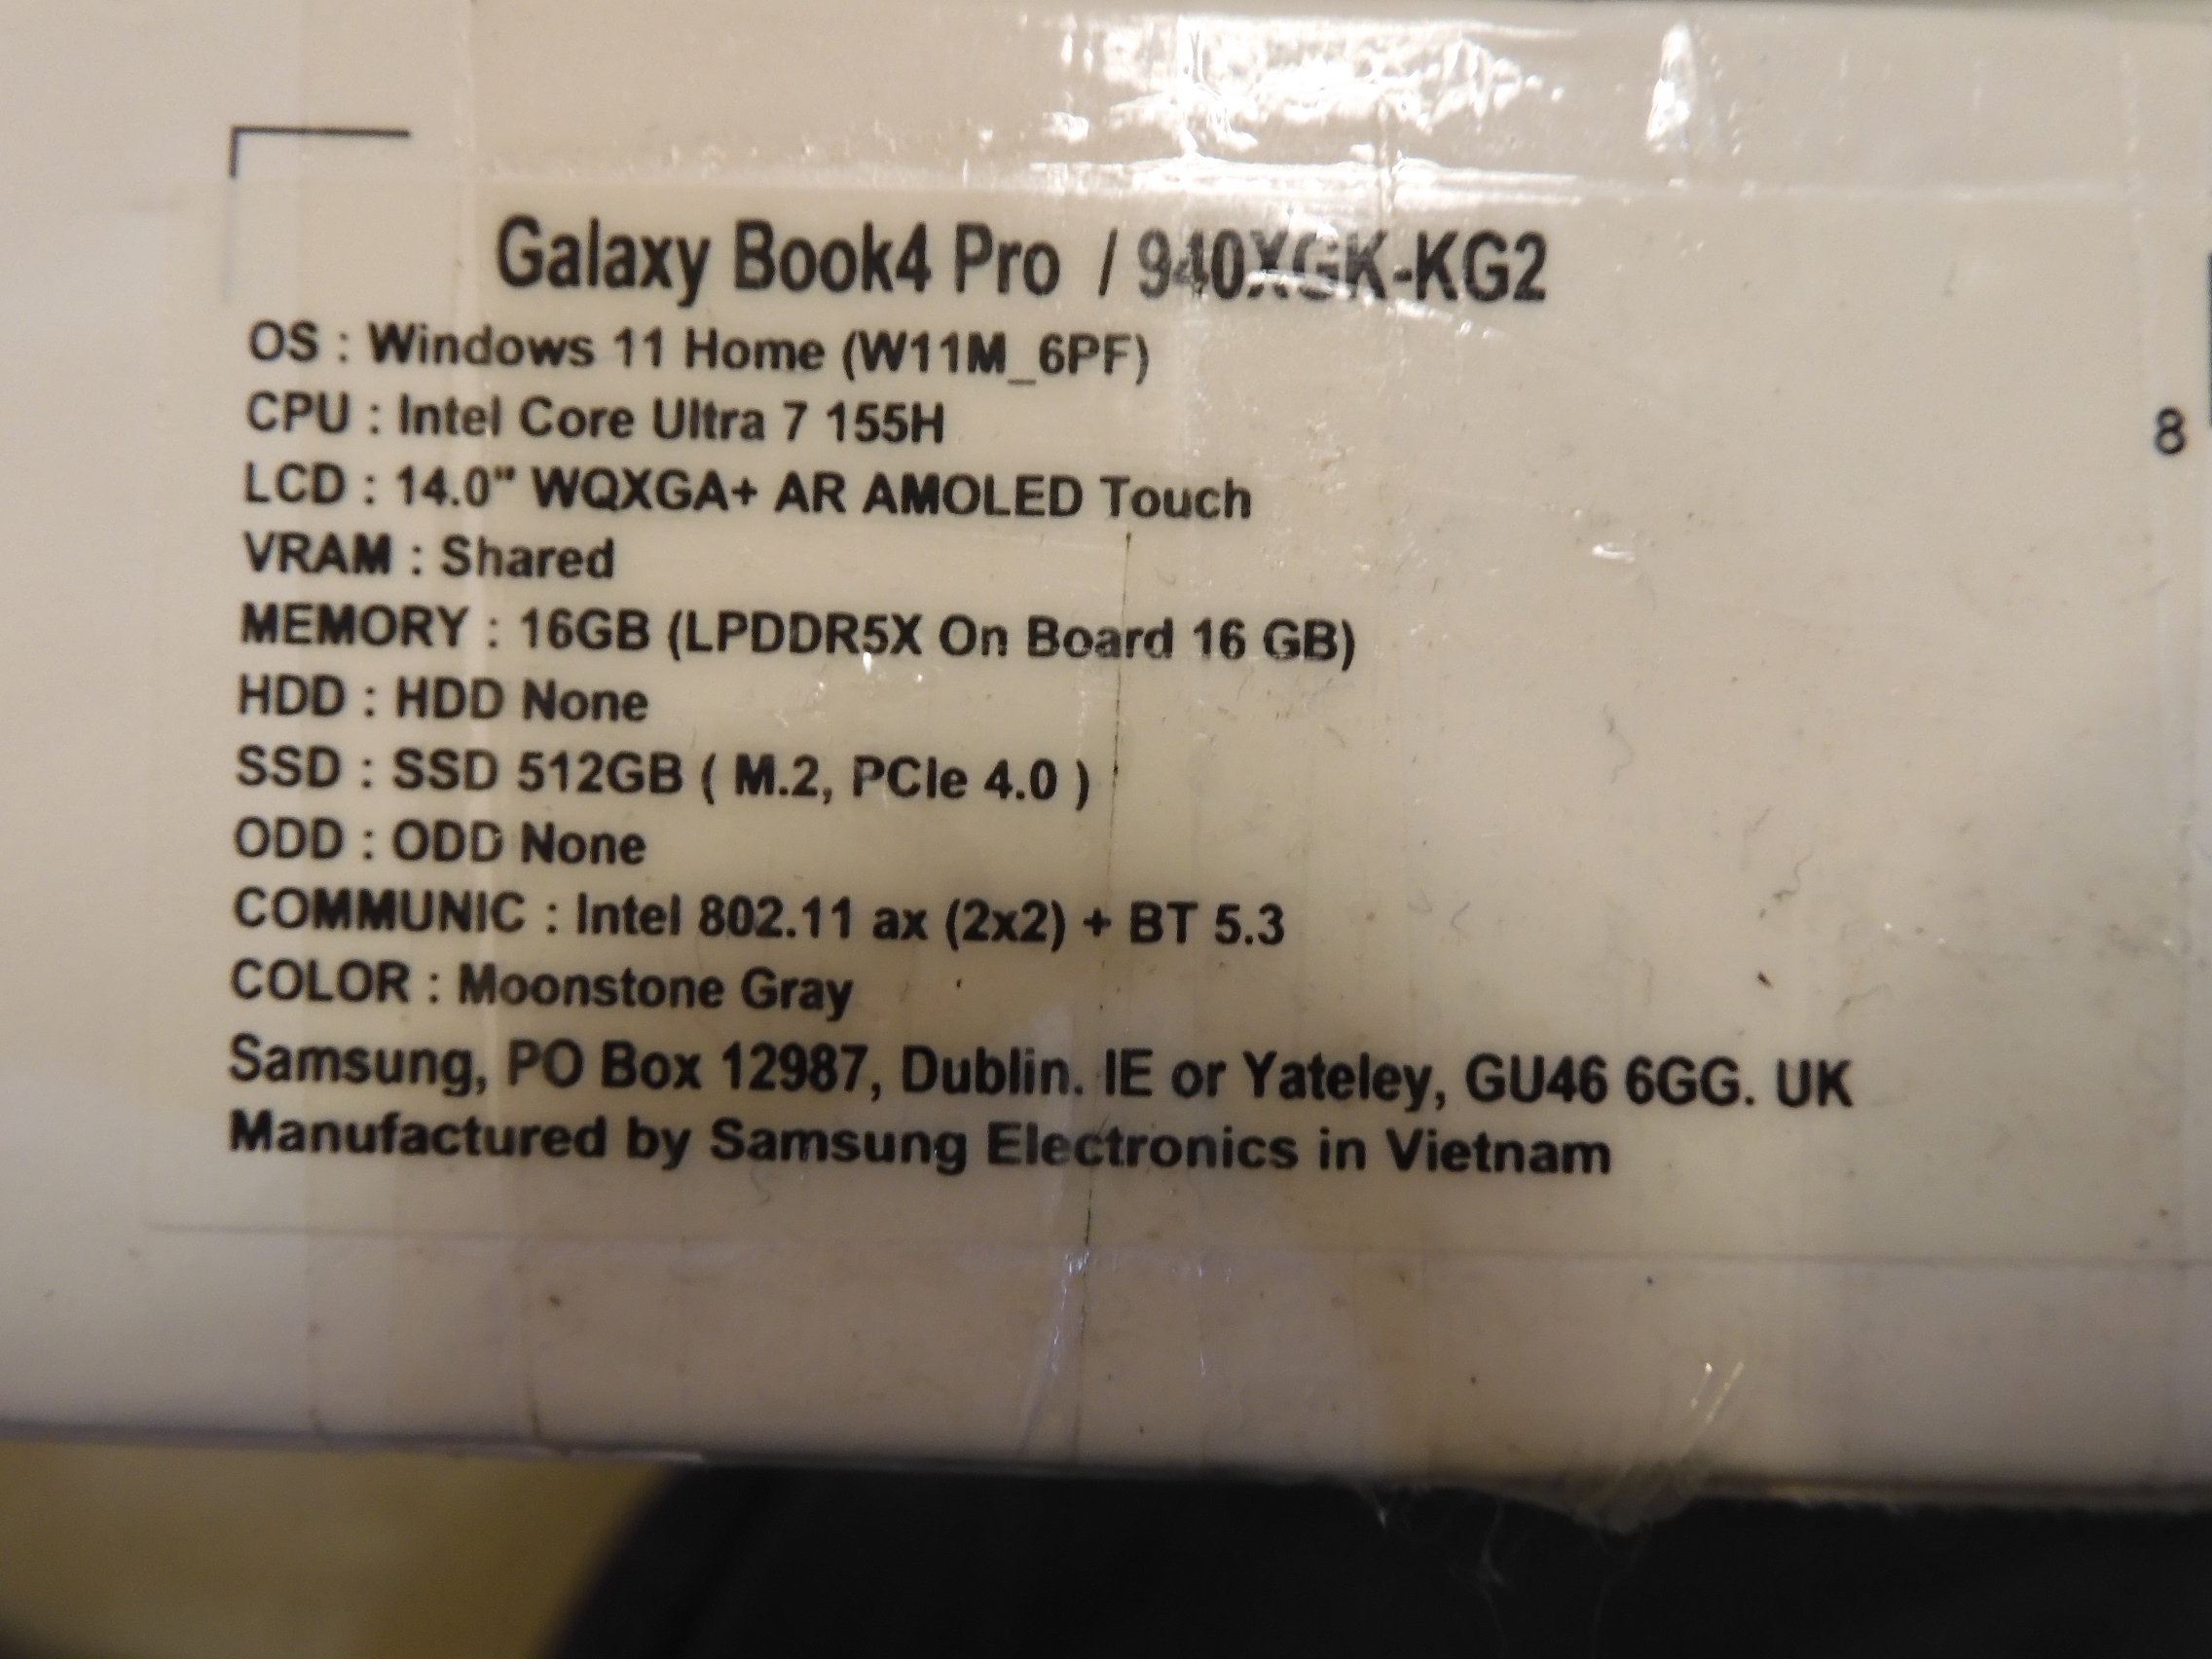 Galaxy Book4 Pro / 940XGK-KG2
OS : Windows 11 Home (W11M_6PF)
CPU : Intel Core Ultra 7 155H
8
LCD : 14.0" WQXGA+ AR AMOLED Touch
VRAM : Shared
MEMORY : 16GB (LPDDR5X On Board 16 GB)
HDD : HDD None
SSD : SSD 512GB ( M.2, PCIe 4.0 )
ODD : ODD None
COMMUNIC : Intel 802.11 ax (2x2) + BT 5.3
COLOR : Moonstone Gray
Samsung, PO Box 12987, Dublin. IE or Yateley, GU46 6GG. UK
Manufactured by Samsung Electronics in Vietnam